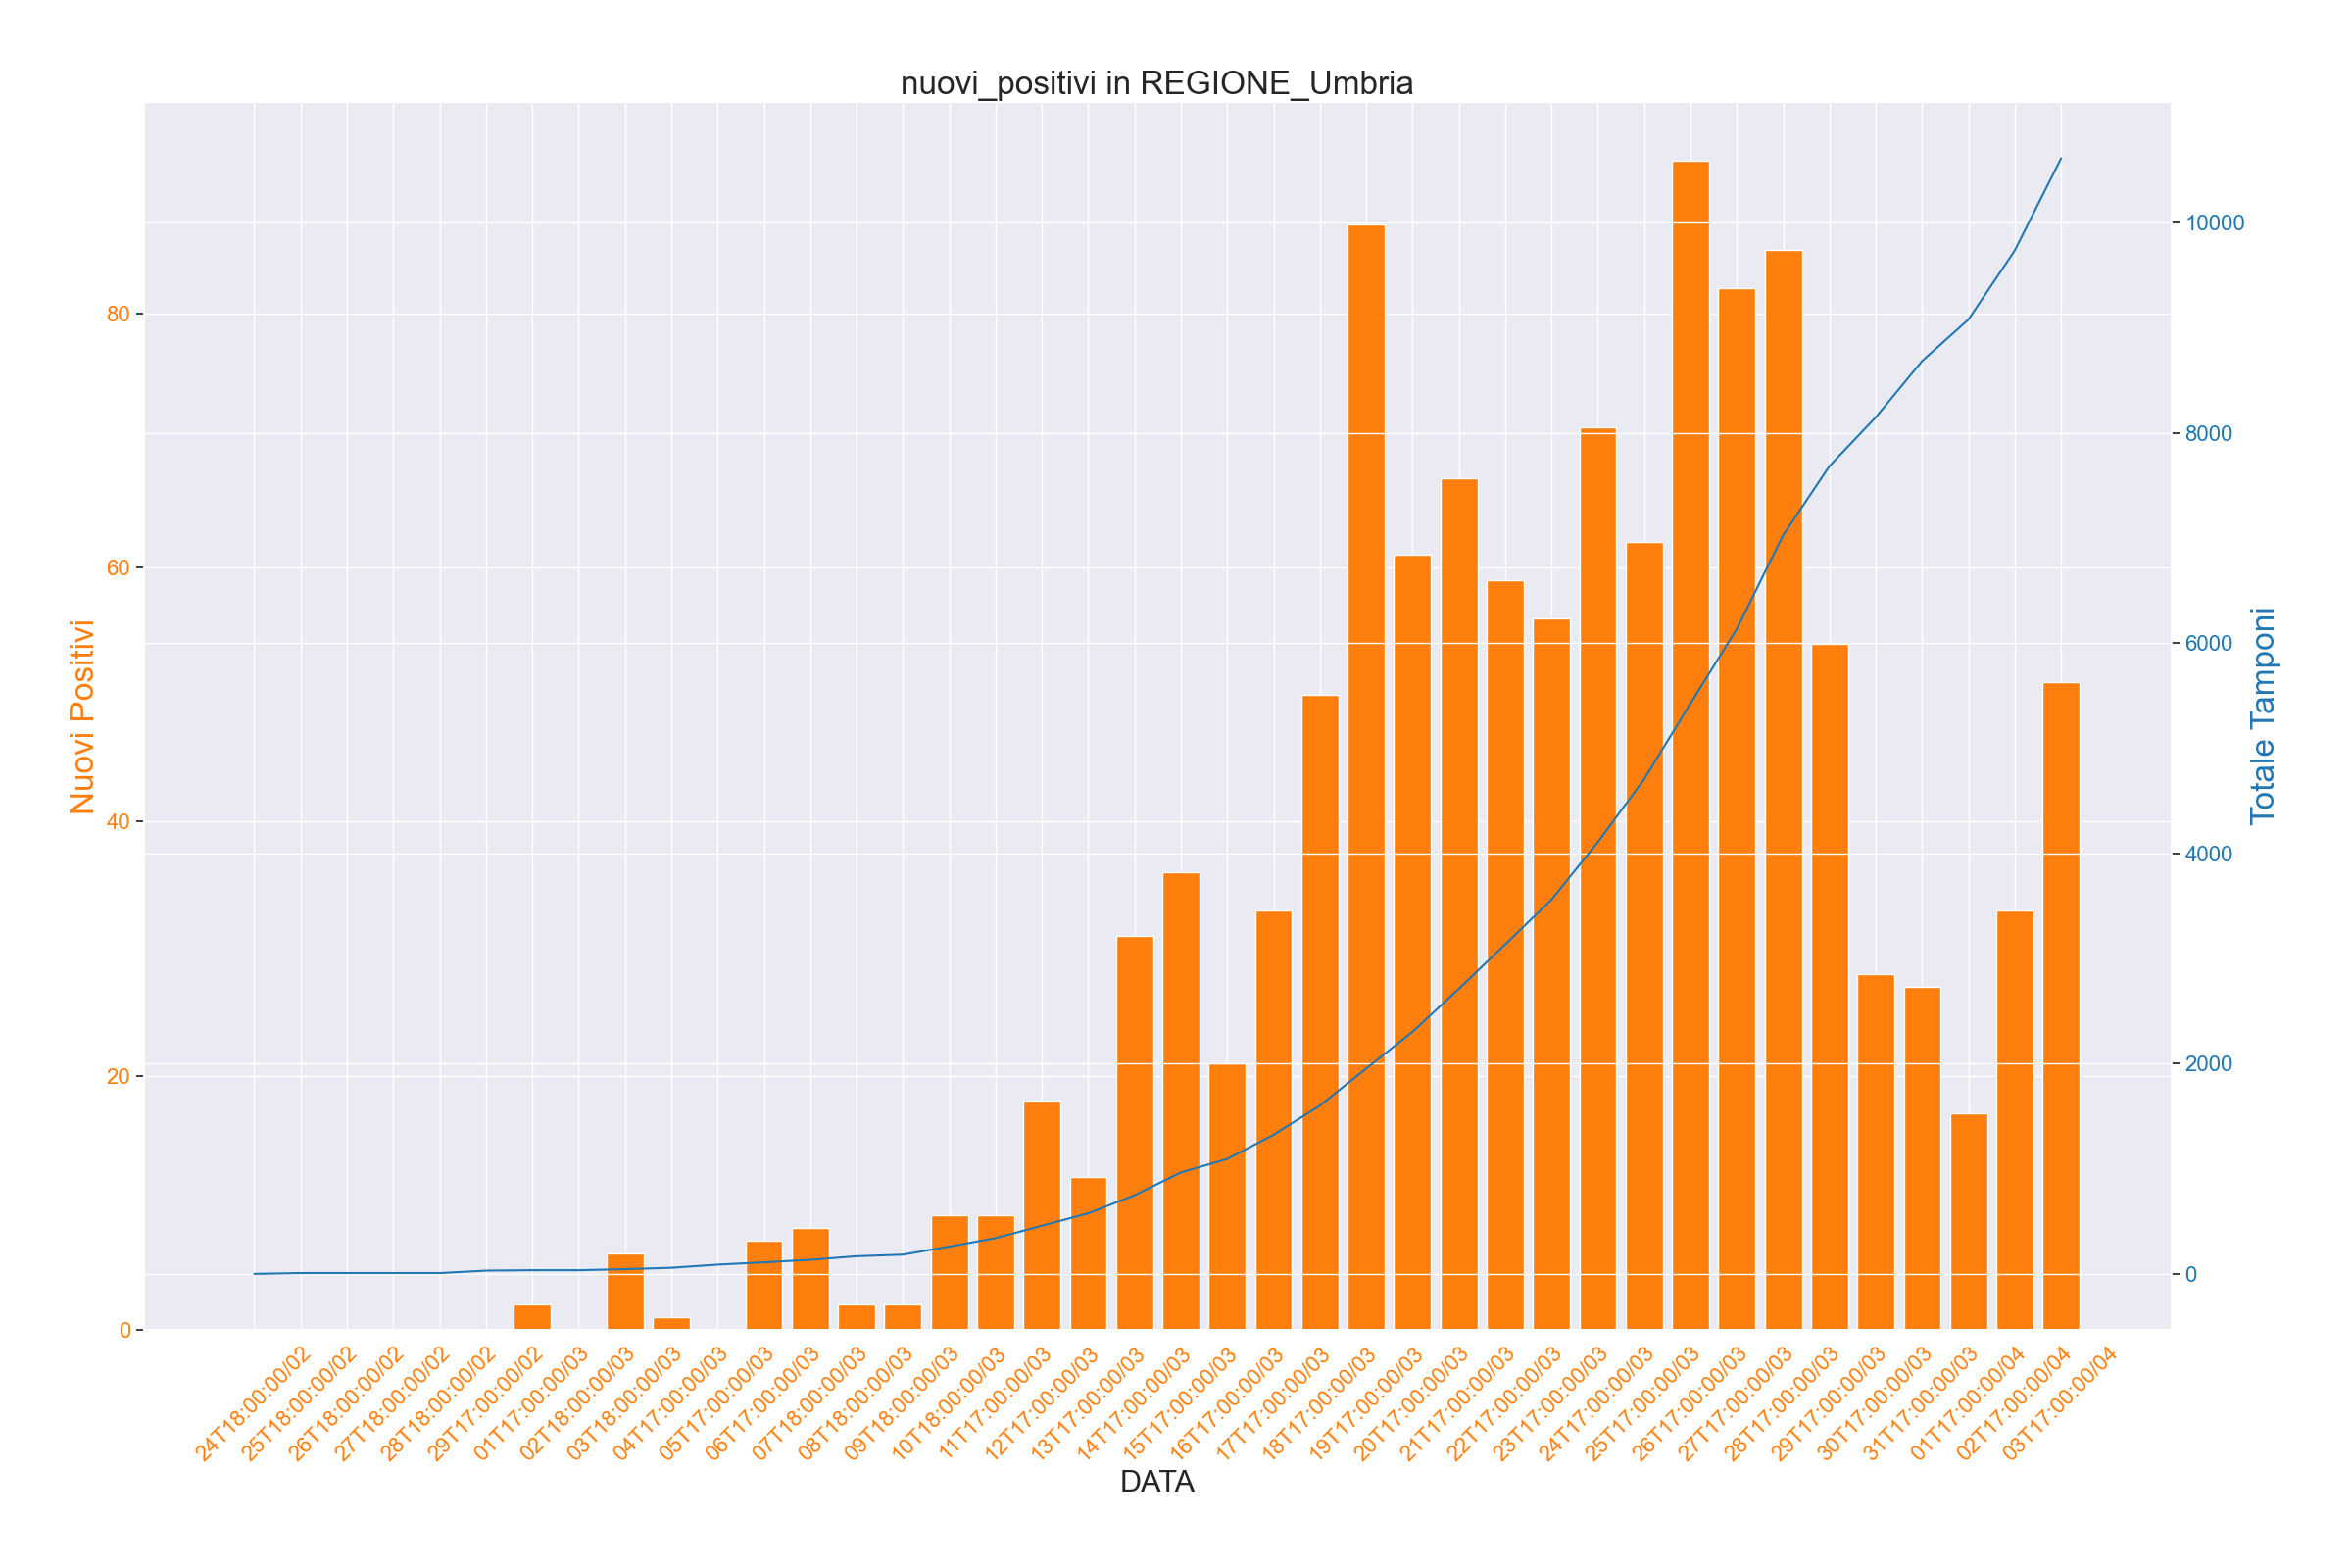 nuovi_positivi in REGIONE_Umbria
Nuovi Positivi
80
60
40
20
0
Totale Tamponi
10000
8000
6000
4000
2000
0
24T18:00:00/02
25T18:00:00/02
26T18:00:00/02
27T18:00:00/02
28T18:00:00/02
29T17:00:00/02
01T17:00:00/03
02T18:00:00/03
03T18:00:00/03
04T17:00:00/03
05T17:00:00/03
06T17:00:00/03
07T18:00:00/03
08T18:00:00/03
09T18:00:00/03
10T18:00:00/03
11T17:00:00/03
12T17:00:00/03
13T17:00:00/03
14T17:00:00/03
15T17:00:00/03
16T17:00:00/03
17T17:00:00/03
18T17:00:00/03
19T17:00:00/03
20T17:00:00/03
21T17:00:00/03
22T17:00:00/03
23T17:00:00/03
24T17:00:00/03
25T17:00:00/03
26T17:00:00/03
27T17:00:00/03
28T17:00:00/03
29T17:00:00/03
30T17:00:00/03
31T17:00:00/03
01T17:00:00/04
02T17:00:00/04
03T17:00:00/04
DATA